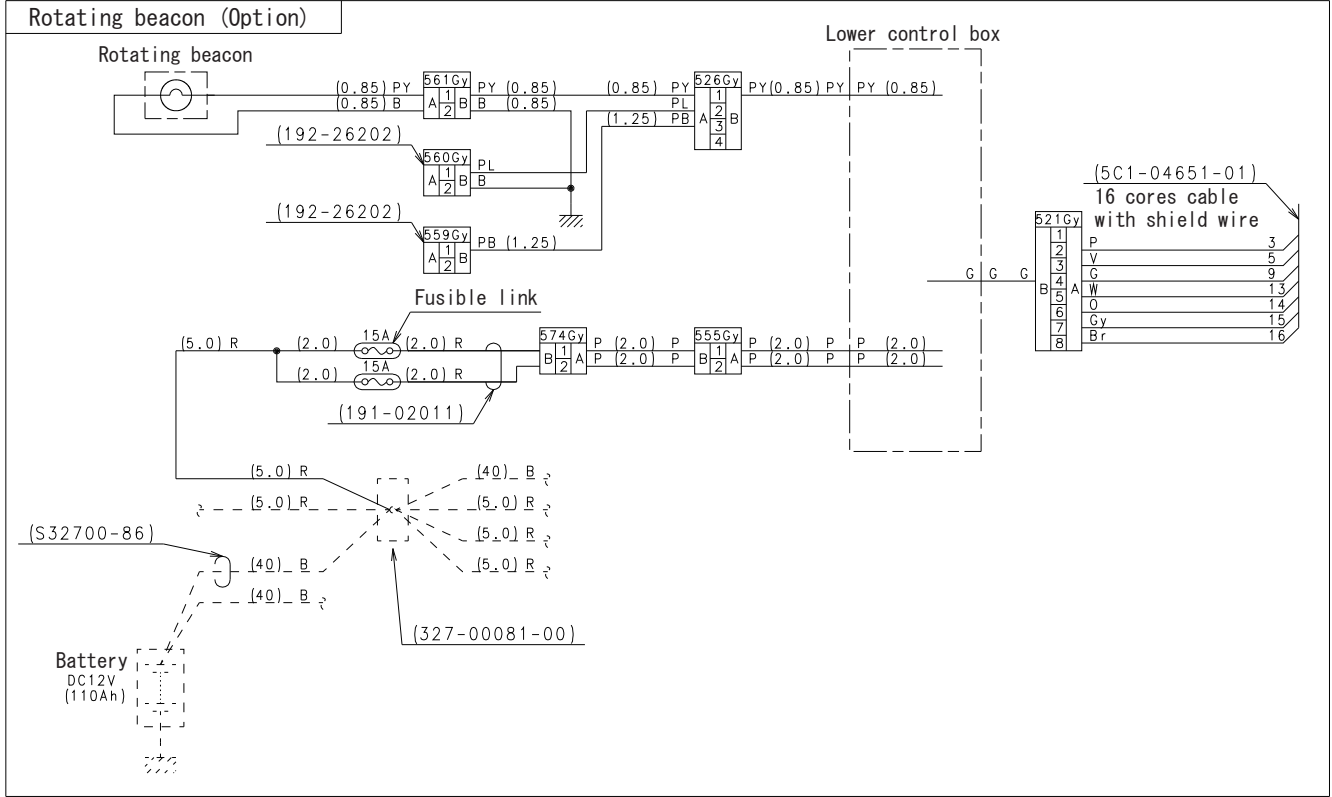 Rotating beacon (Option)
Lower control box
Rotating beacon
(0.85) PY 561Gy PY (0.85) (0.85) PY 526Gy PY(0.85) PY PY (0.85)
(0.85) B A 1 2 B B (0.85) PL
(1.25) PB A 1 2 3 4 B
(192-26202)
560Gy PL
A 1 2 B B
(192-26202)
559Gy PB (1.25)
A 1 2 B
(5C1-04651-01)
16 cores cable
with shield wire
521Gy
G G G B 1 2 3 4 5 6 7 8 A
P 3
V 5
G 9
W 13
O 14
Gy 15
Br 16
Fusible link
15A
(5.0) R (2.0) (2.0) R 574Gy P (2.0) P 555Gy P (2.0) P P (2.0)
15A
(2.0) (2.0) R B 1 2 A P (2.0) P B 1 2 A P (2.0) P P (2.0)
(191-02011)
(5.0) R (40) B
(5.0) R (5.0) R
(S32700-86) (5.0) R
(40) B (5.0) R
(40) B
(327-00081-00)
Battery
DC12V
(110Ah)